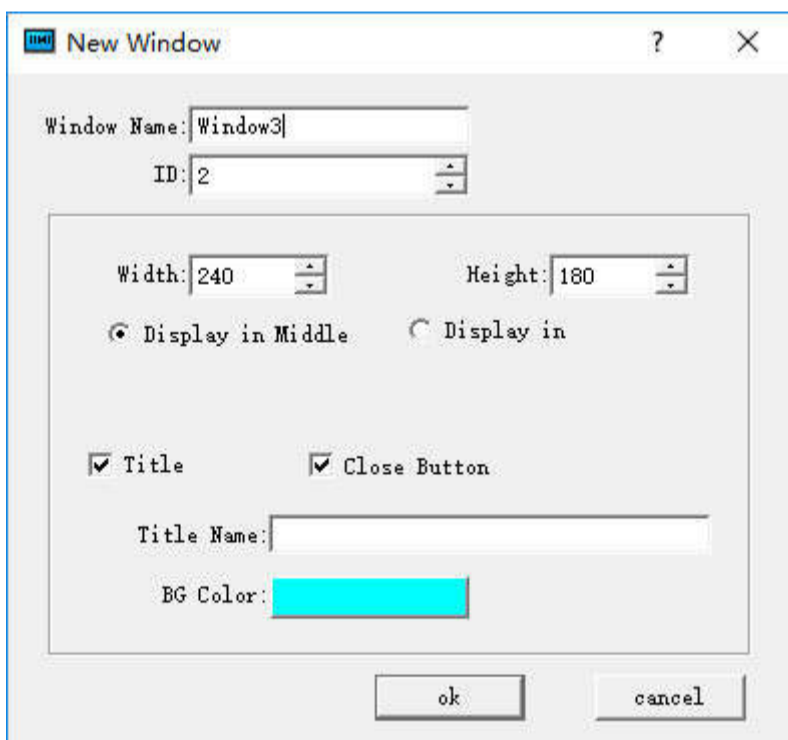 New Window
Window Name: Window3
ID: 2
Width: 240 Height: 180
Display in Middle Display in
Title Close Button
Title Name:
BG Color:
ok cancel